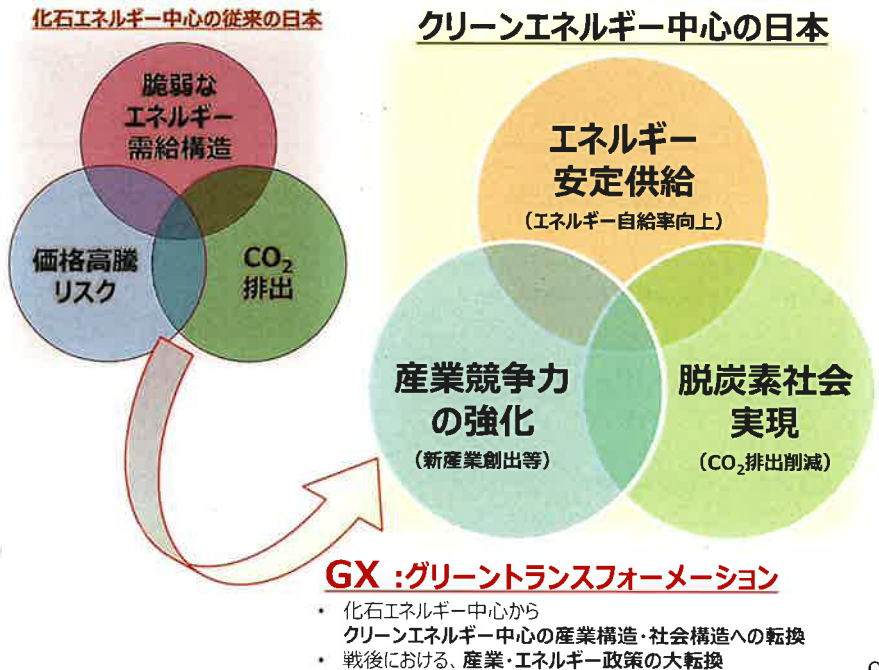 化石エネルギー中心の従来の日本
脆弱な
エネルギー
需給構造
価格高騰
リスク
CO₂
排出
クリーンエネルギー中心の日本
エネルギー
安定供給
(エネルギー自給率向上)
産業競争力
の強化
(新産業創出等)
脱炭素社会
実現
(CO₂排出削減)
GX :グリーントランスフォーメーション
・ 化石エネルギー中心から
クリーンエネルギー中心の産業構造・社会構造への転換
・ 戦後における、産業・エネルギー政策の大転換